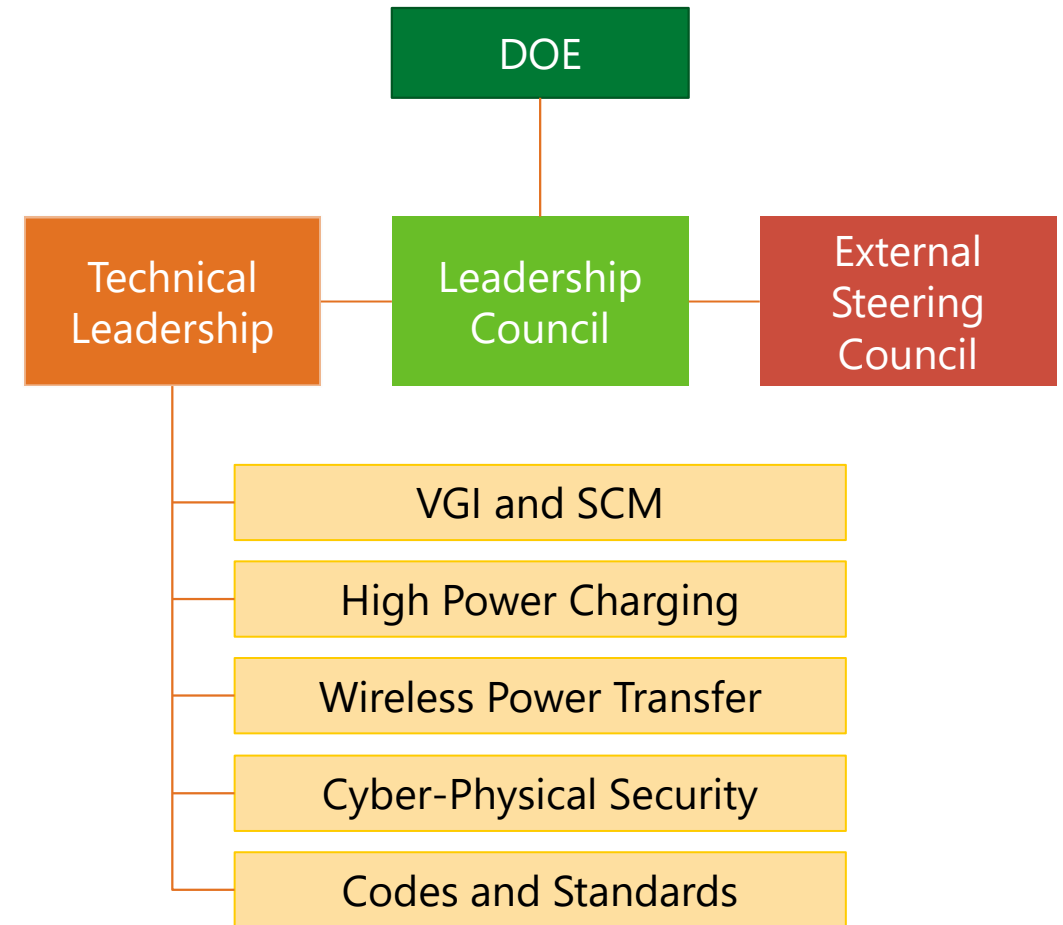 DOE
Technical
Leadership
Leadership
Council
External
Steering
Council
VGI and SCM
High Power Charging
Wireless Power Transfer
Cyber-Physical Security
Codes and Standards